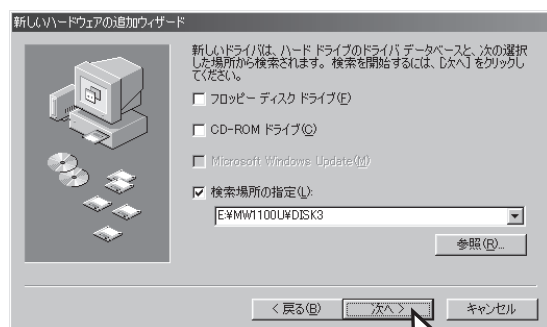 新しいハードウェアの追加ウィザード
新しいドライバは、ハード ドライブのドライバ データベースと、次の選択
した場所から検索されます。検索を開始するには、[次へ] をクリックし
てください。
フロッピー ディスク ドライブ(F)
CD-ROM ドライブ(C)
Microsoft Windows Update(M)
検索場所の指定(L):
E:¥MW1100U¥DISK3
参照(R)...
< 戻る(B)
次へ >
キャンセル